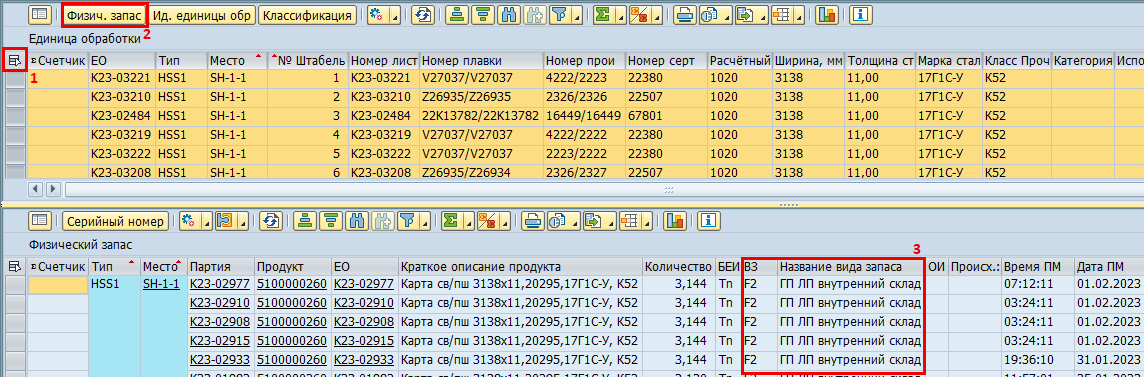 Физич. запас Ид. единицы обр Классификация
2
Единица обработки
Счетчик ЕО Тип Место № Штабель Номер лист Номер плавки Номер прои Номер серт Расчётный Ширина, мм Толщина ст Марка стал Класс Проч Категория Испо
1
K23-03221 HSS1 SH-1-1 1 K23-03221 V27037/V27037 4222/2223 22380 1020 3138 11,00 17Г1С-У K52
K23-03210 HSS1 SH-1-1 2 K23-03210 Z26935/Z26935 2326/2326 22507 1020 3138 11,00 17Г1С-У K52
K23-02484 HSS1 SH-1-1 3 K23-02484 22K13782/22K13782 16449/16449 67801 1020 3138 11,00 17Г1С-У K52
K23-03219 HSS1 SH-1-1 4 K23-03219 V27037/V27037 4222/2222 22380 1020 3138 11,00 17Г1С-У K52
K23-03222 HSS1 SH-1-1 5 K23-03222 V27037/V27037 2223/2223 22380 1020 3138 11,00 17Г1С-У K52
K23-03208 HSS1 SH-1-1 6 K23-03208 Z26935/Z26934 2326/2327 22507 1020 3138 11,00 17Г1С-У K52
Серийный номер
Физический запас
3
Счетчик Тип Место Партия Продукт ЕО Краткое описание продукта Количество БЕИ ВЗ Название вида запаса ОИ Происх.: Время ПМ Дата ПМ
HSS1 SH-1-1 K23-02977 5100000260 K23-02977 Карта св/пш 3138x11,20295,17Г1С-У, K52 3,144 Тп F2 ГП ЛП внутренний склад 07:12:11 01.02.2023
K23-02910 5100000260 K23-02910 Карта св/пш 3138x11,20295,17Г1С-У, K52 3,144 Тп F2 ГП ЛП внутренний склад 03:24:11 01.02.2023
K23-02908 5100000260 K23-02908 Карта св/пш 3138x11,20295,17Г1С-У, K52 3,144 Тп F2 ГП ЛП внутренний склад 03:24:11 01.02.2023
K23-02915 5100000260 K23-02915 Карта св/пш 3138x11,20295,17Г1С-У, K52 3,144 Тп F2 ГП ЛП внутренний склад 03:24:11 01.02.2023
K23-02933 5100000260 K23-02933 Карта св/пш 3138x11,20295,17Г1С-У, K52 3,144 Тп F2 ГП ЛП внутренний склад 19:36:10 31.01.2023